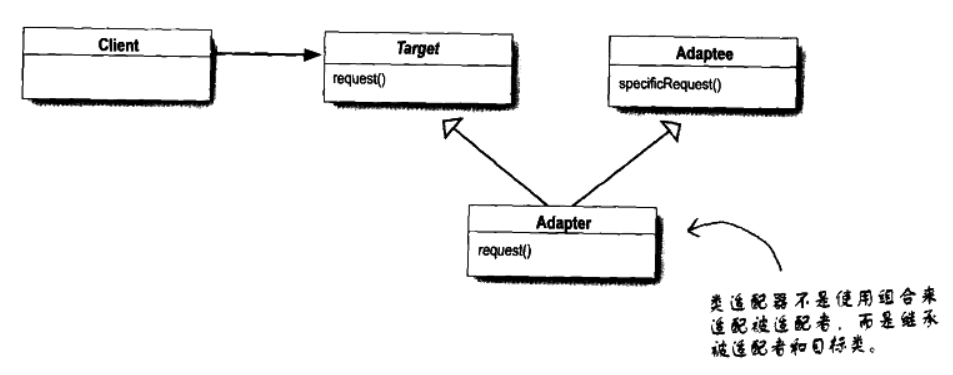 Client
Target
request()
Adaptee
specificRequest()
Adapter
request()
类适配器不是使用组合来
适配被适配者，而是继承
被适配者和目标类。